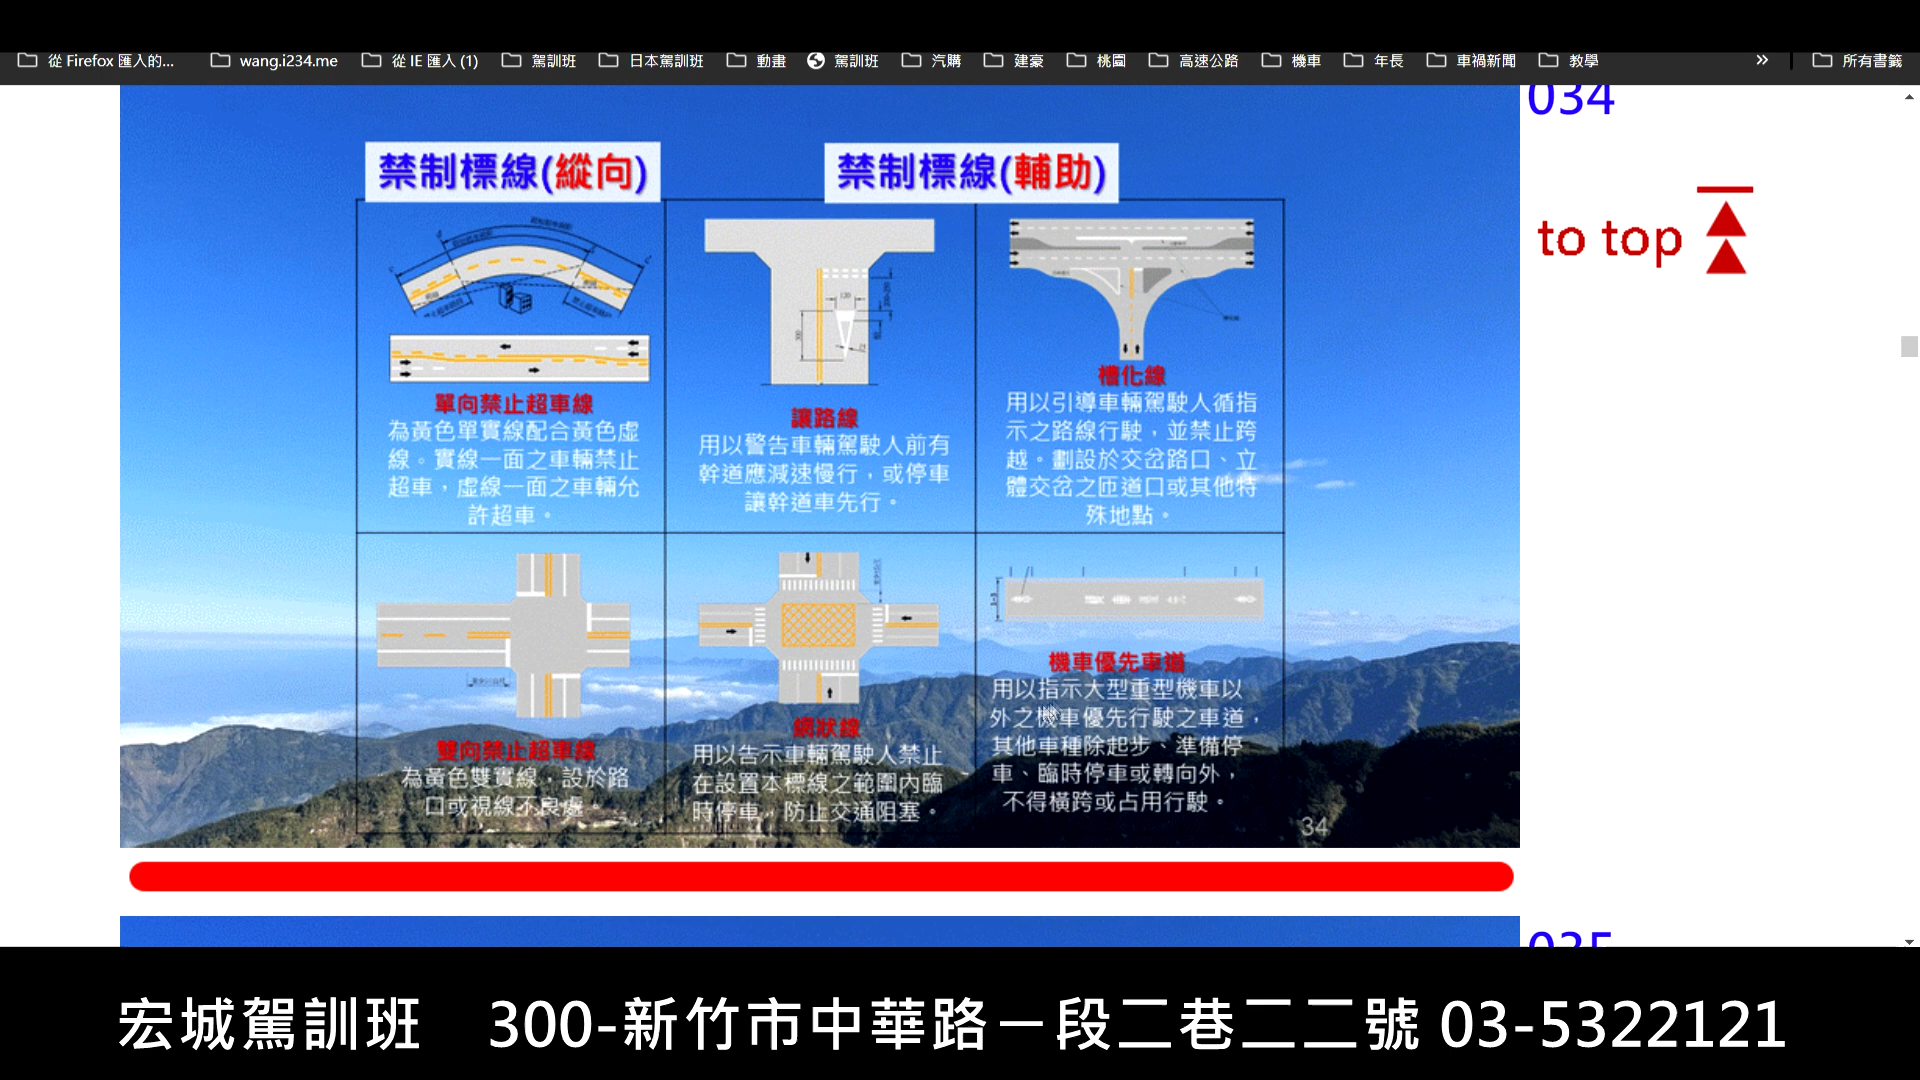 從 Firefox 匯入的...
wang.i234.me
從 IE 匯入 (1)
駕訓班
日本駕訓班
動畫
駕訓班
汽購
建豪
桃園
高速公路
機車
年長
車禍新聞
教學
»
所有書籤
034
to top
禁制標線(縱向)
禁制標線(輔助)
單向禁止超車線
為黃色單實線配合黃色虛
線。實線一面之車輛禁止
超車，虛線一面之車輛允
許超車。
120
讓路線
用以警告車輛駕駛人前有
幹道應減速慢行，或停車
讓幹道車先行。
槽化線
用以引導車輛駕駛人循指
示之路線行駛，並禁止跨
越。劃設於交岔路口、立
體交岔之匝道口或其他特
殊地點。
雙向禁止超車線
為黃色雙實線，設於路
口或視線不良處。
網狀線
用以告示車輛駕駛人禁止
在設置本標線之範圍內臨
時停車，防止交通阻塞。
機車優先車道
用以指示大型重型機車以
外之機車優先行駛之車道，
其他車種除起步、準備停
車、臨時停車或轉向外，
不得橫跨或占用行駛。
34
035
宏城駕訓班 300-新竹市中華路一段二巷二二號 03-5322121